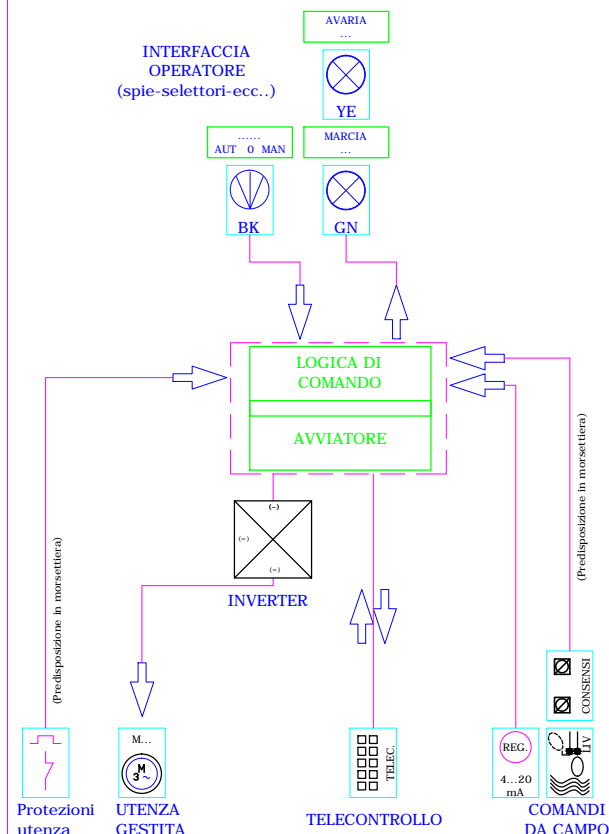 AVARIA
...
INTERFACCIA
OPERATORE
(spie-selettori-ecc..)
YE
......
AUT 0 MAN
MARCIA
...
BK
GN
LOGICA DI
COMANDO
AVVIATORE
(~)
(=)
(~)
INVERTER
(Predisposizione in morsettiera)
(Predisposizione in morsettiera)
CONSENSI
M...
M
3~
TELEC.
REG.
4...20
mA
LIV
Protezioni
utenza
UTENZA
GESTITA
TELECONTROLLO
COMANDI
DA CAMPO